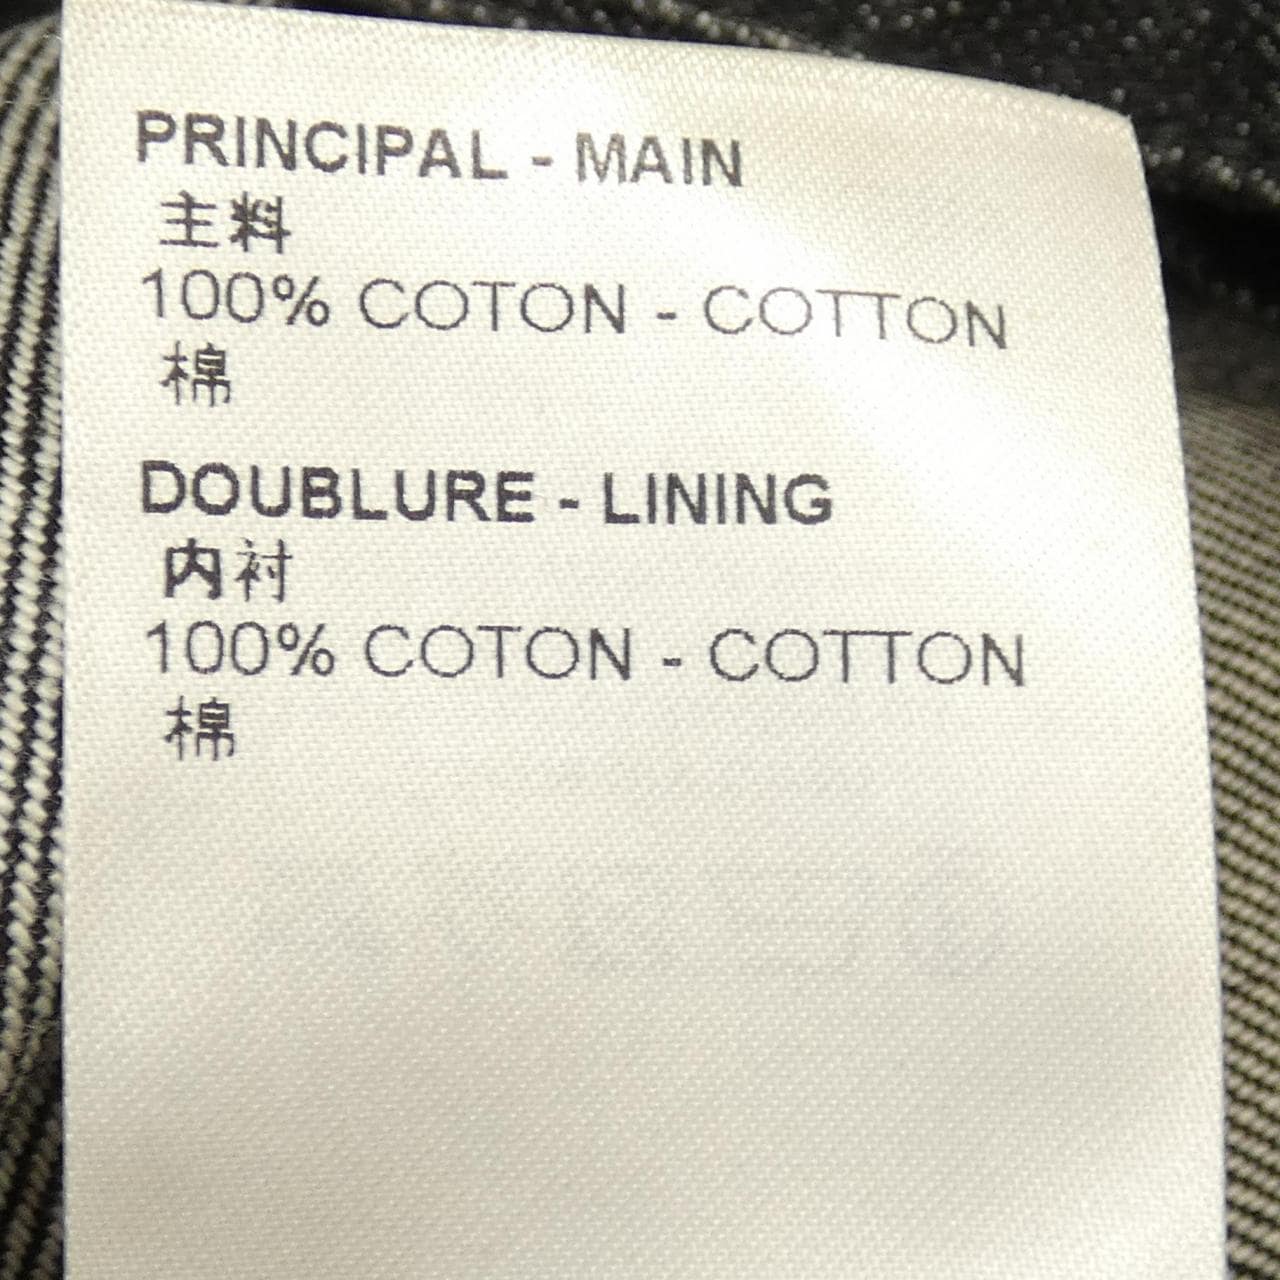 PRINCIPAL - MAIN
主料
100% COTON - COTTON
棉
DOUBLURE - LINING
内衬
100% COTON - COTTON
棉